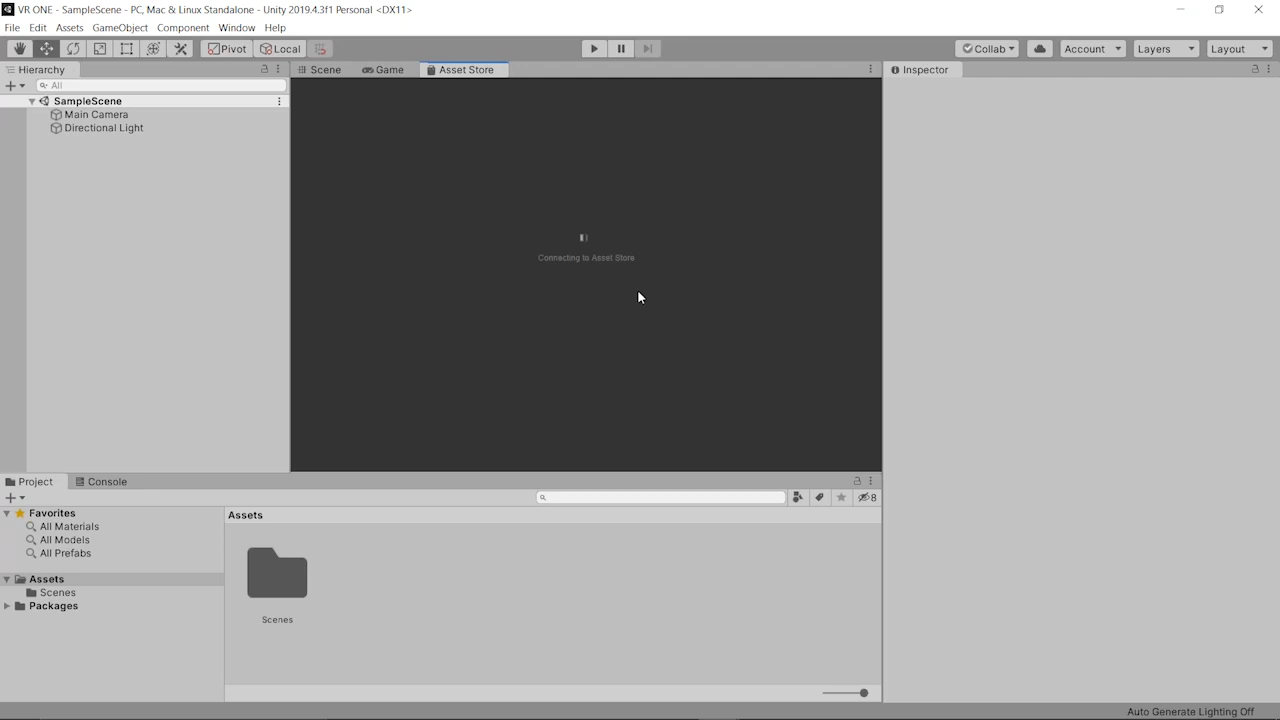 VR ONE - SampleScene - PC, Mac & Linux Standalone - Unity 2019.4.3f1 Personal <DX11>
File Edit Assets GameObject Component Window Help
Pivot Local Collab Account Layers Layout
Hierarchy Scene Game Asset Store Inspector
All
SampleScene
Main Camera
Directional Light
Connecting to Asset Store
Project Console
8
Favorites Assets
All Materials
All Models
All Prefabs
Assets
Scenes
Packages
Scenes
Auto Generate Lighting Off